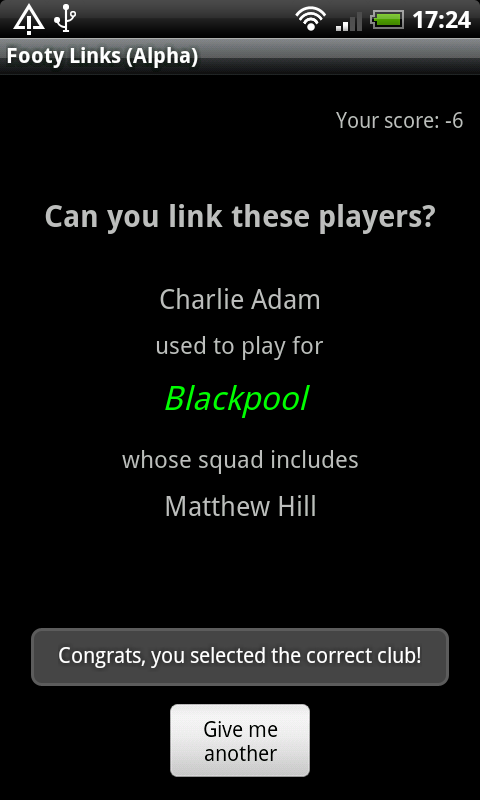 17:24
Footy Links (Alpha)
Your score: -6
Can you link these players?
Charlie Adam
used to play for
Blackpool
whose squad includes
Matthew Hill
Congrats, you selected the correct club!
Give me
another